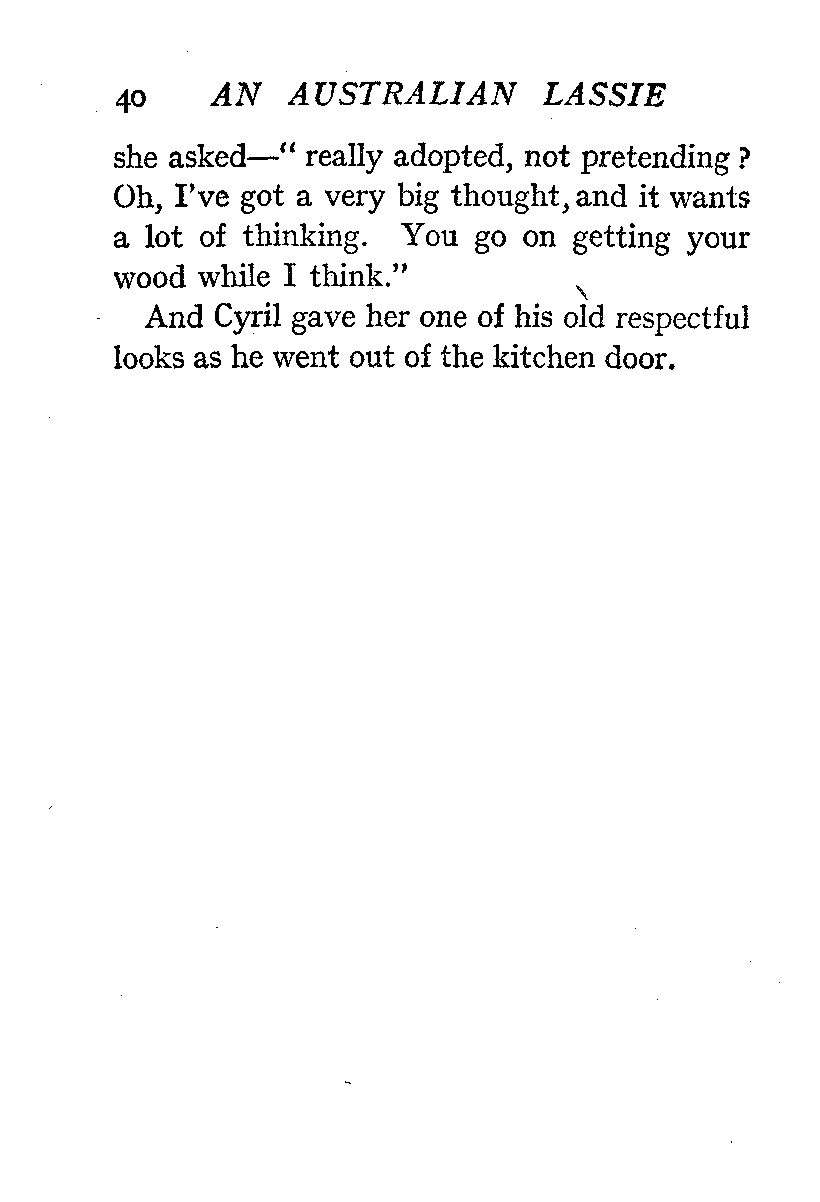 40 AN AUSTRALIAN LASSIE
she asked—“ really adopted, not pretending ?
Oh, I’ve got a very big thought, and it wants
a lot of thinking. You go on getting your
wood while I think.”
And Cyril gave her one of his old respectful
looks as he went out of the kitchen door.